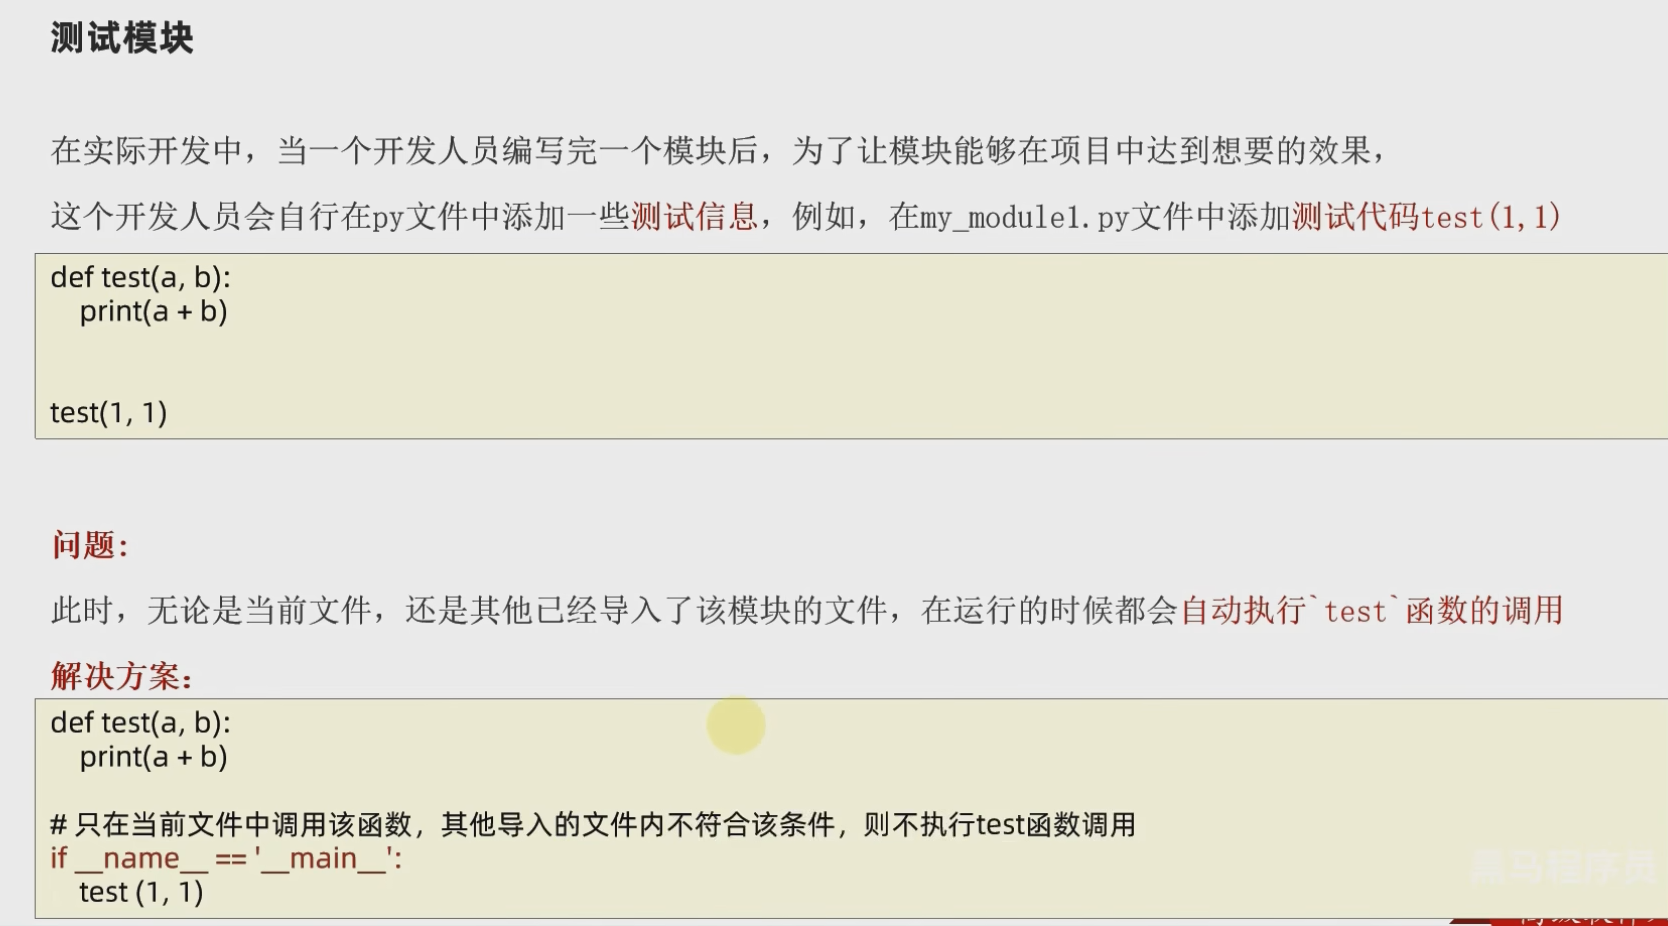 测试模块
在实际开发中，当一个开发人员编写完一个模块后，为了让模块能够在项目中达到想要的效果，
这个开发人员会自行在py文件中添加一些测试信息，例如，在my_module1.py文件中添加测试代码test(1,1)
def test(a, b):
    print(a + b)
test(1, 1)
问题：
此时，无论是当前文件，还是其他已经导入了该模块的文件，在运行的时候都会自动执行`test`函数的调用
解决方案：
def test(a, b):
    print(a + b)
# 只在当前文件中调用该函数，其他导入的文件内不符合该条件，则不执行test函数调用
if __name__ == '__main__':
    test (1, 1)
黑马程序员